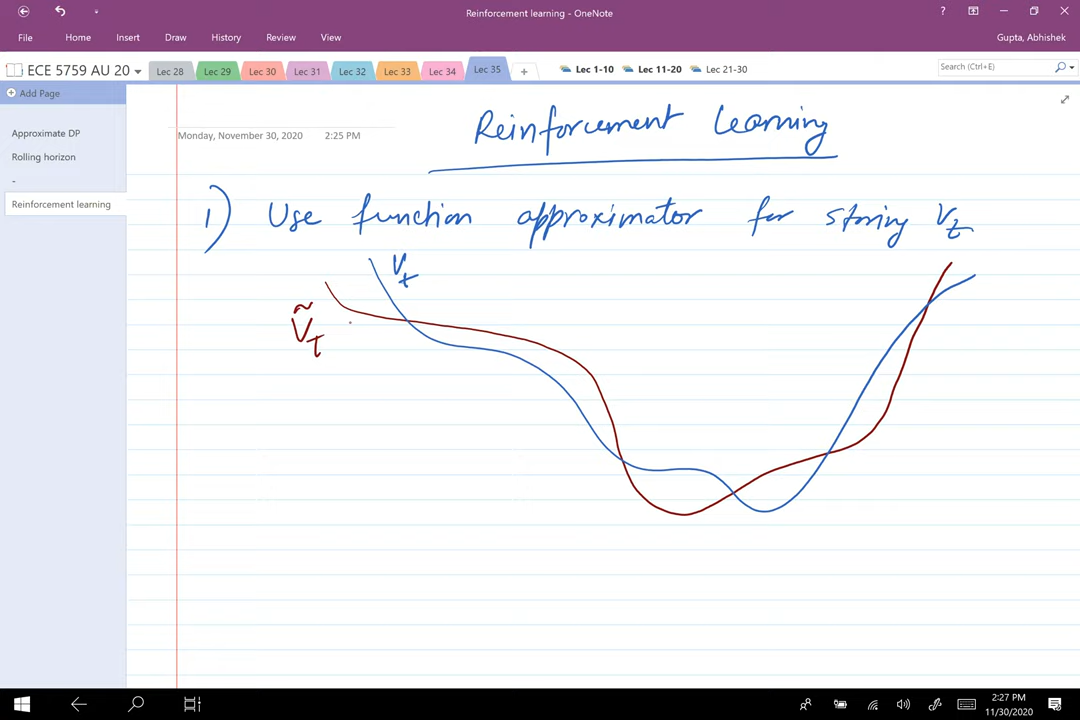 Reinforcement learning - OneNote
?
File Home Insert Draw History Review View
Gupta, Abhishek
ECE 5759 AU 20
Lec 28 Lec 29 Lec 30 Lec 31 Lec 32 Lec 33 Lec 34 Lec 35 +
Lec 1-10 Lec 11-20 Lec 21-30
Search (Ctrl+E)
Add Page
Approximate DP
Rolling horizon
-
Reinforcement learning
Monday, November 30, 2020 2:25 PM
Reinforcement Learning
1) Use function approximator for storing V_t
V_t
Ṽ_t
2:27 PM
11/30/2020